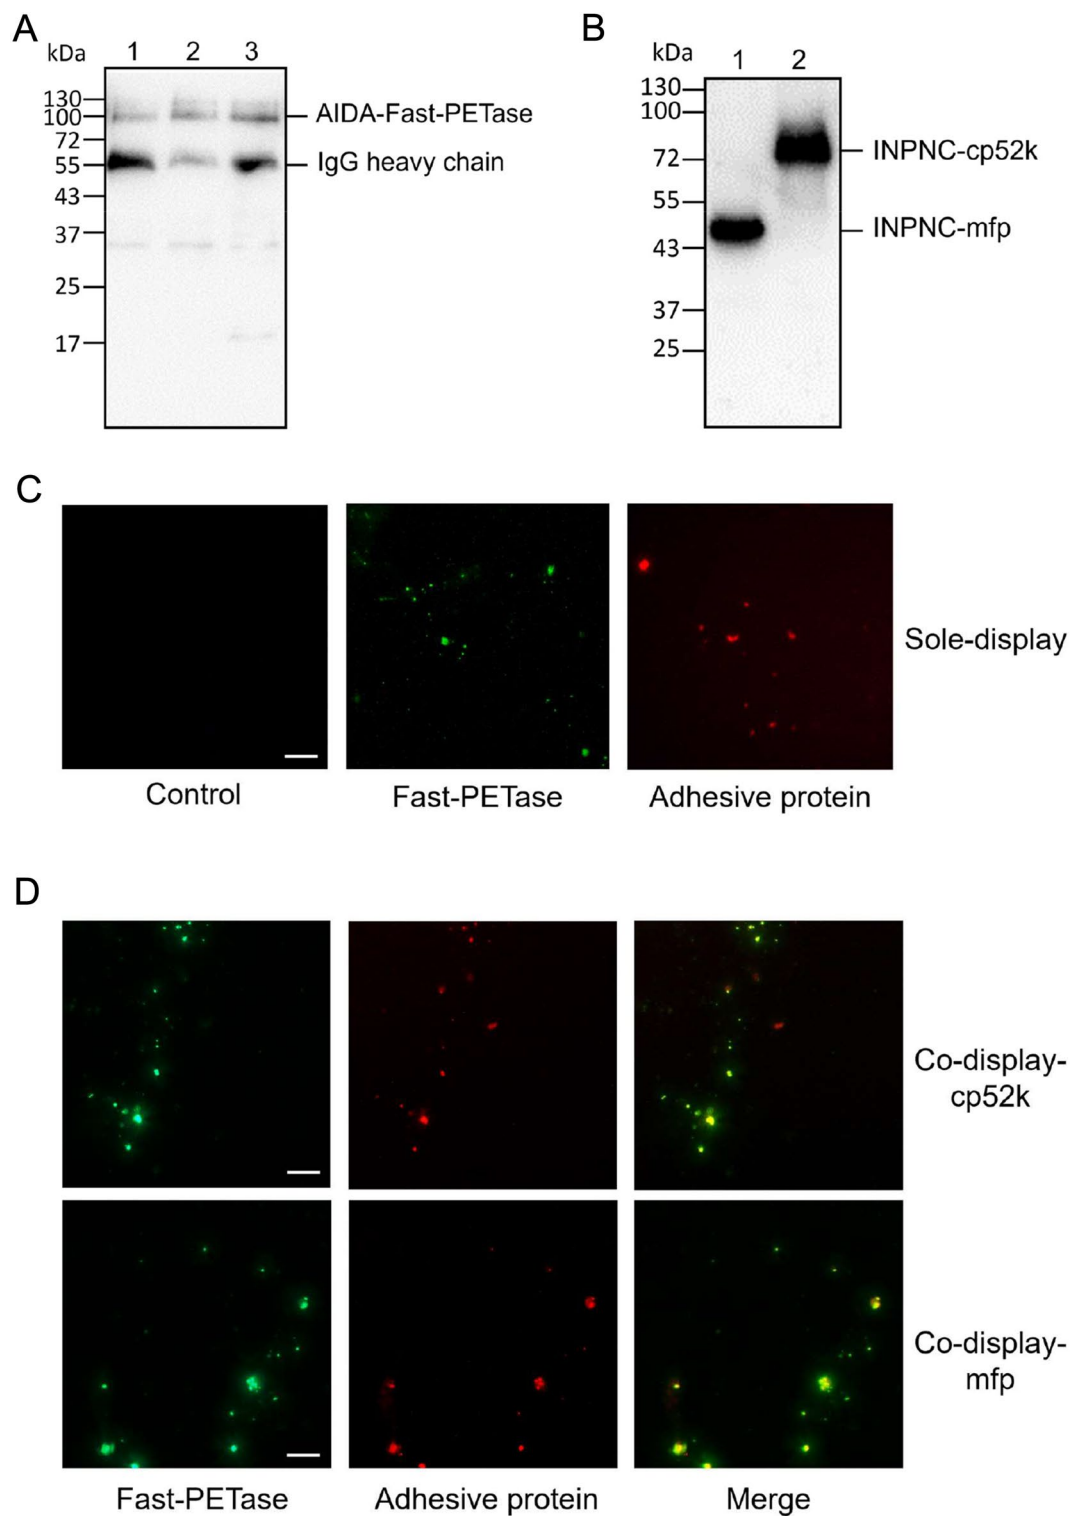 A
kDa
1 2 3
130
100
72
55
43
37
25
17
AIDA-Fast-PETase
IgG heavy chain
B
kDa
1 2
130
100
72
55
43
37
25
INPNC-cp52k
INPNC-mfp
C
Sole-display
Control
Fast-PETase
Adhesive protein
D
Co-display-
cp52k
Co-display-
mfp
Fast-PETase
Adhesive protein
Merge